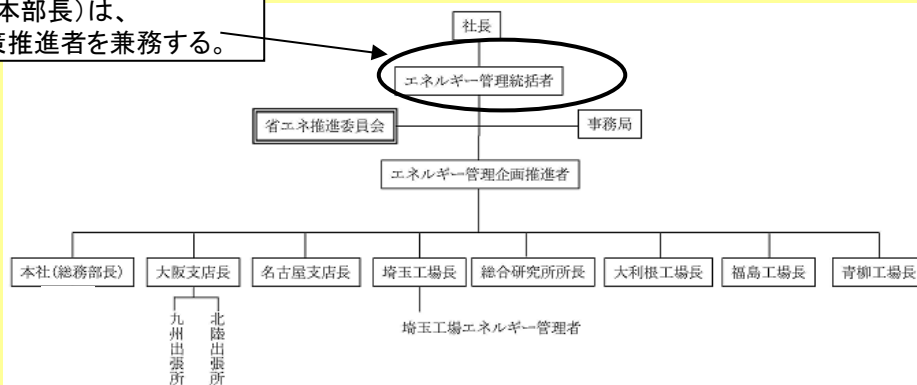 本部長)は、
推進者を兼務する。
社長
エネルギー管理統括者
省エネ推進委員会
事務局
エネルギー管理企画推進者
本社(総務部長)
大阪支店長
名古屋支店長
埼玉工場長
総合研究所所長
大利根工場長
福島工場長
青柳工場長
九州出張所
北陸出張所
埼玉工場エネルギー管理者